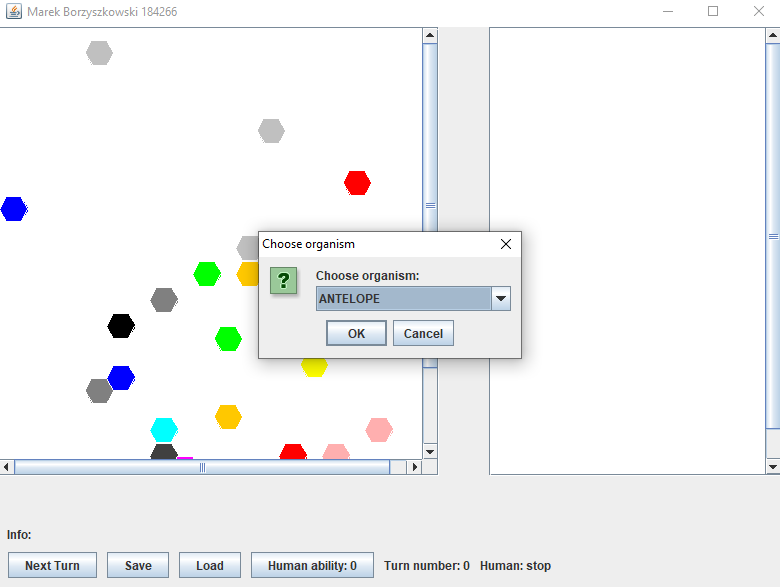 Marek Borzyszkowski 184266
Choose organism
?
Choose organism:
ANTELOPE
OK
Cancel
Info:
Next Turn
Save
Load
Human ability: 0
Turn number: 0
Human: stop